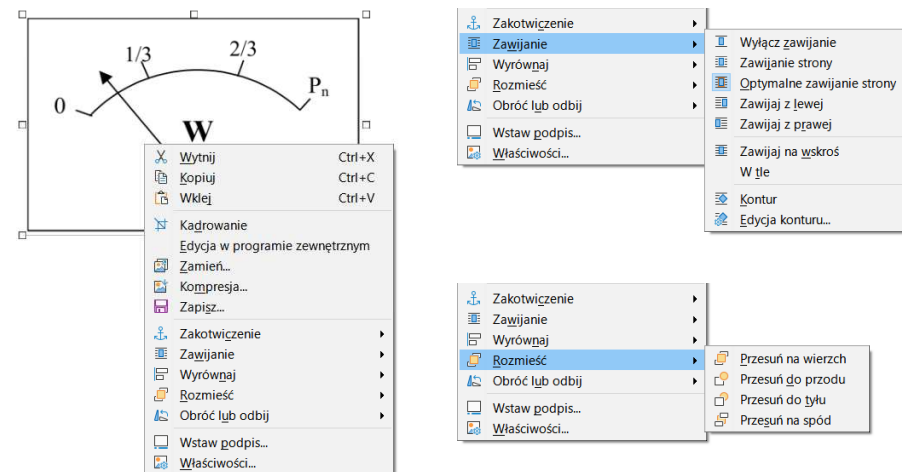 1/3
2/3
0
Pn
W
Wytnij Ctrl+X
Kopiuj Ctrl+C
Wklej Ctrl+V
Kadrowanie
Edycja w programie zewnętrznym
Zamień...
Kompresja...
Zapisz...
Zakotwiczenie
Zawijanie
Wyrównaj
Rozmieść
Obróć lub odbij
Wstaw podpis...
Właściwości...
Zakotwiczenie
Zawijanie
Wyrównaj
Rozmieść
Obróć lub odbij
Wstaw podpis...
Właściwości...
Wyłącz zawijanie
Zawijanie strony
Optymalne zawijanie strony
Zawijaj z lewej
Zawijaj z prawej
Zawijaj na wskroś
W tle
Kontur
Edycja konturu...
Zakotwiczenie
Zawijanie
Wyrównaj
Rozmieść
Obróć lub odbij
Wstaw podpis...
Właściwości...
Przesuń na wierzch
Przesuń do przodu
Przesuń do tyłu
Przesuń na spód